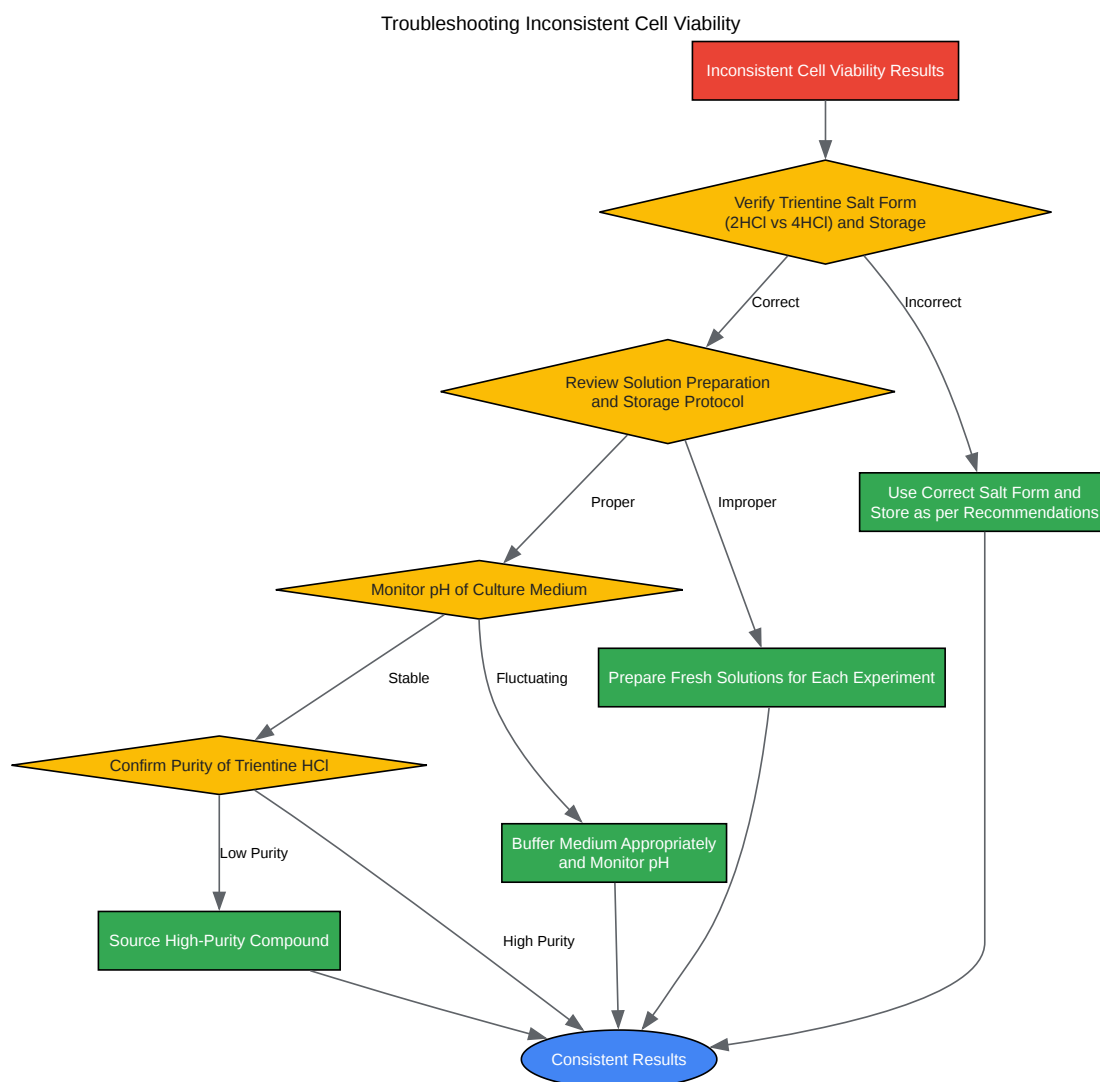 Troubleshooting Inconsistent Cell Viability
Inconsistent Cell Viability Results
Verify Trientine Salt Form
(2HCl vs 4HCl) and Storage
Correct
Incorrect
Review Solution Preparation
and Storage Protocol
Proper
Improper
Use Correct Salt Form and
Store as per Recommendations
Monitor pH of Culture Medium
Stable
Fluctuating
Prepare Fresh Solutions for Each Experiment
Confirm Purity of Trientine HCl
Low Purity
Buffer Medium Appropriately
and Monitor pH
Source High-Purity Compound
High Purity
Consistent Results